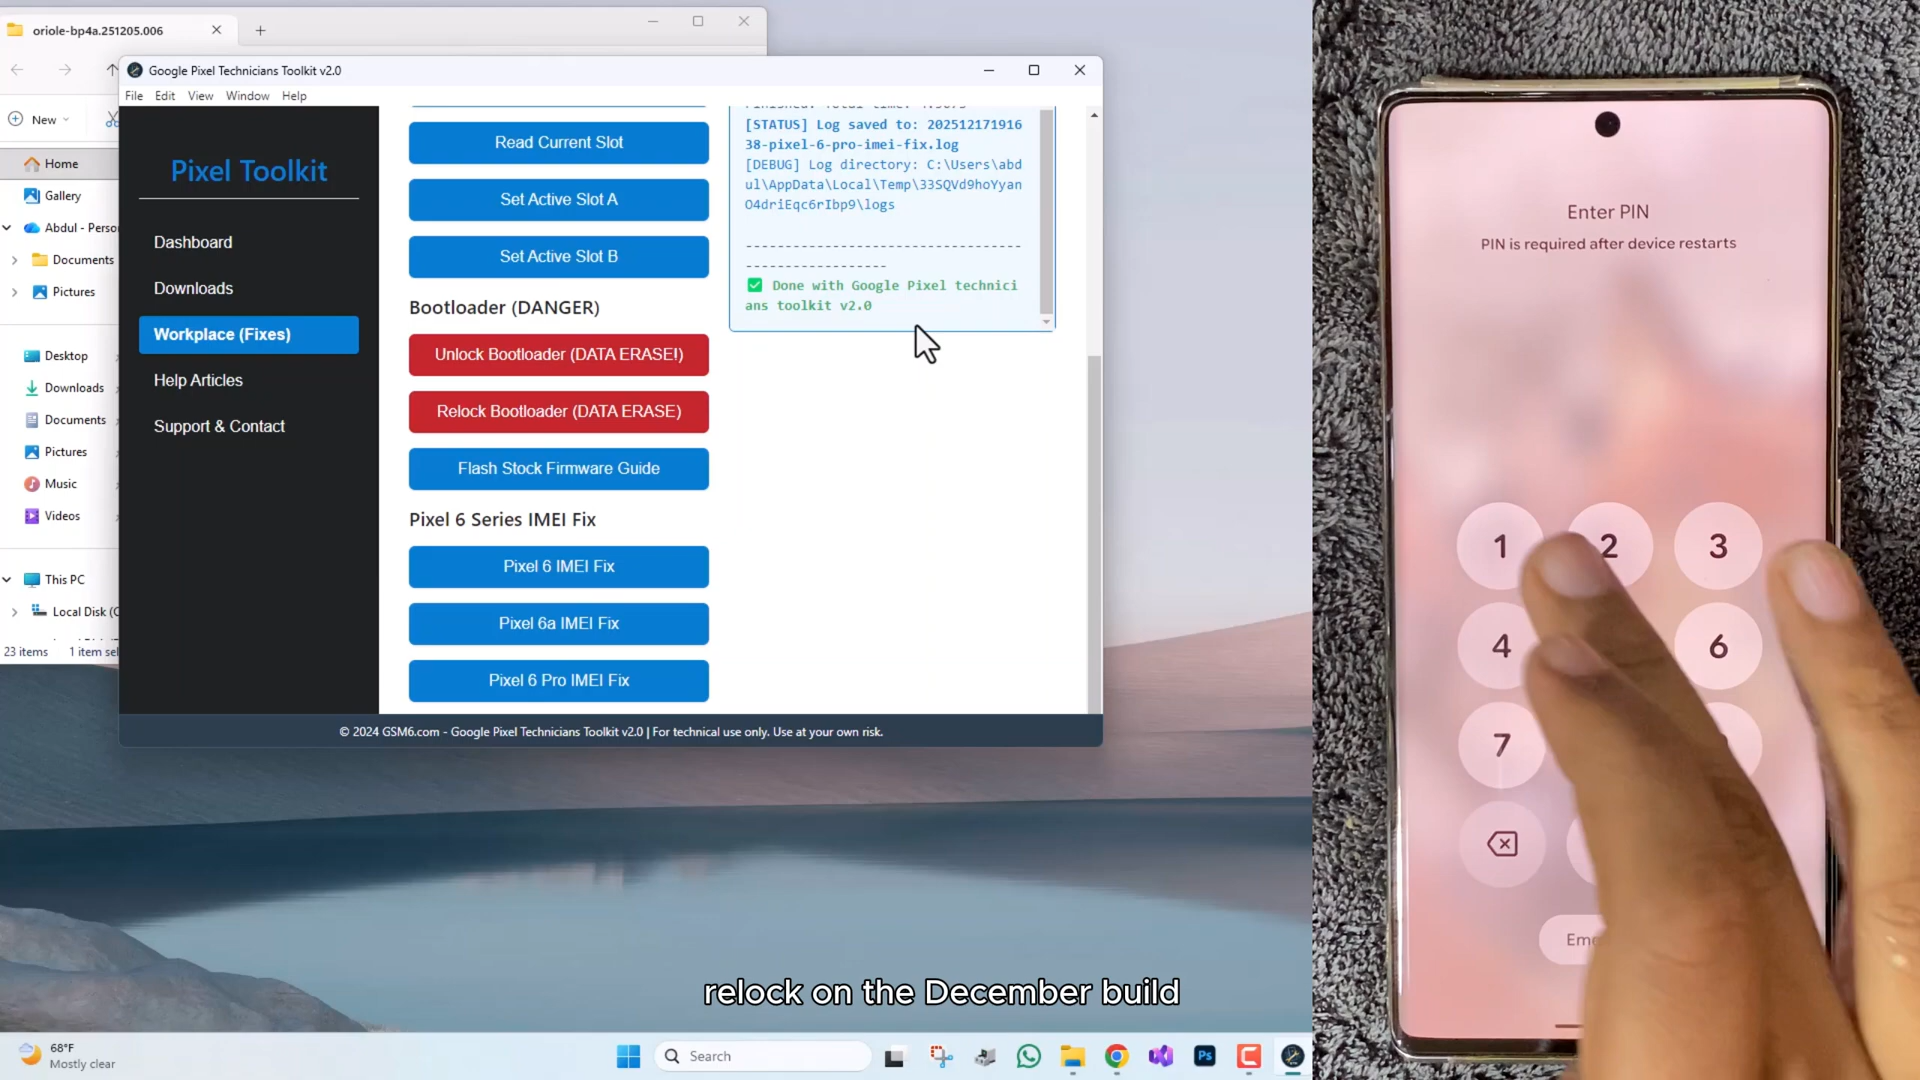 oriole-bp4a.251205.006
Google Pixel Technicians Toolkit v2.0
File Edit View Window Help
New
Home
Gallery
Abdul - Perso
Documents
Pictures
Desktop
Downloads
Documents
Pictures
Music
Videos
This PC
Local Disk (C
23 items 1 item sel
Pixel Toolkit
Dashboard
Downloads
Workplace (Fixes)
Help Articles
Support & Contact
Read Current Slot
Set Active Slot A
Set Active Slot B
Bootloader (DANGER)
Unlock Bootloader (DATA ERASE!)
Relock Bootloader (DATA ERASE)
Flash Stock Firmware Guide
Pixel 6 Series IMEI Fix
Pixel 6 IMEI Fix
Pixel 6a IMEI Fix
Pixel 6 Pro IMEI Fix
[STATUS] Log saved to: 202512171916
38-pixel-6-pro-imei-fix.log
[DEBUG] Log directory: C:\Users\abd
ul\AppData\Local\Temp\33SQVd9hoYyan
O4driEqc6rIbp9\logs
-----------------------------------
------------------
✅ Done with Google Pixel technici
ans toolkit v2.0
© 2024 GSM6.com - Google Pixel Technicians Toolkit v2.0 | For technical use only. Use at your own risk.
Enter PIN
PIN is required after device restarts
1 2 3
4 6
7
relock on the December build
68°F
Mostly clear
Search
Ps